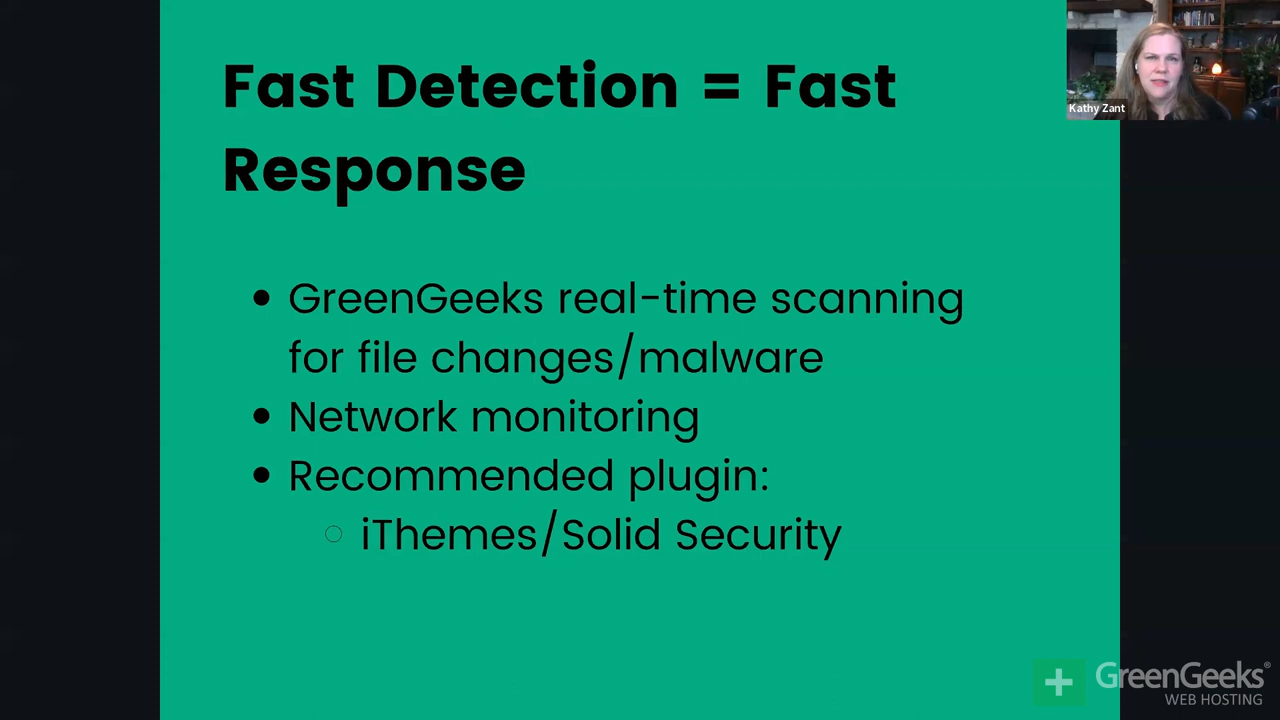 Fast Detection = Fast
Response
Kathy Zant
• GreenGeeks real-time scanning
for file changes/malware
• Network monitoring
• Recommended plugin:
○ iThemes/Solid Security
GreenGeeks®
WEB HOSTING